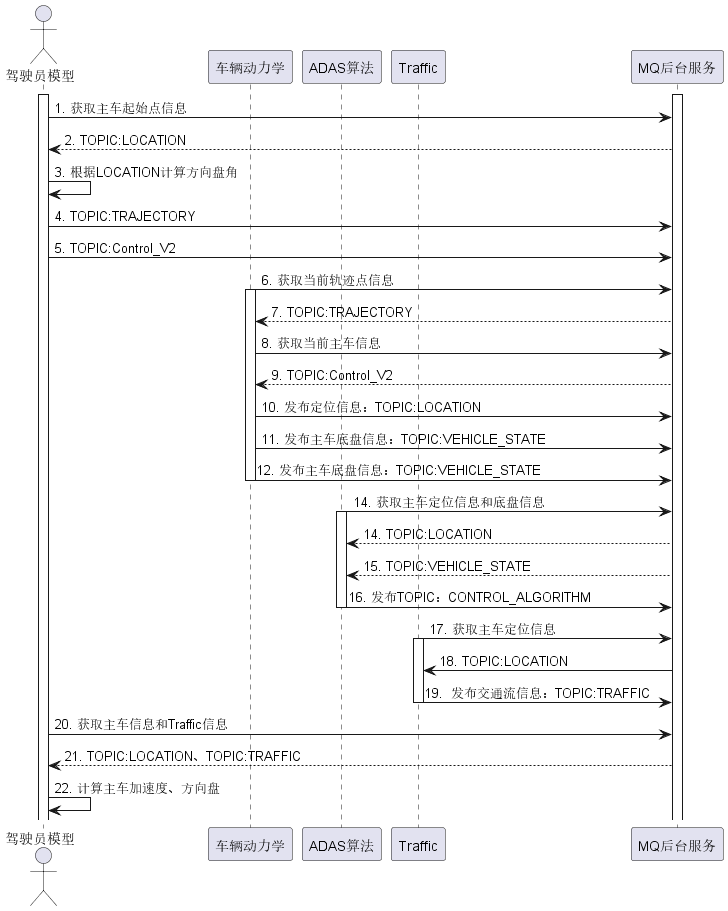 驾驶员模型
车辆动力学
ADAS算法
Traffic
MQ后台服务
1. 获取主车起始点信息
2. TOPIC:LOCATION
3. 根据LOCATION计算方向盘角
4. TOPIC:TRAJECTORY
5. TOPIC:Control_V2
6. 获取当前轨迹点信息
7. TOPIC:TRAJECTORY
8. 获取当前主车信息
9. TOPIC:Control_V2
10. 发布定位信息：TOPIC:LOCATION
11. 发布主车底盘信息：TOPIC:VEHICLE_STATE
12. 发布主车底盘信息：TOPIC:VEHICLE_STATE
14. 获取主车定位信息和底盘信息
14. TOPIC:LOCATION
15. TOPIC:VEHICLE_STATE
16. 发布TOPIC：CONTROL_ALGORITHM
17. 获取主车定位信息
18. TOPIC:LOCATION
19. 发布交通流信息：TOPIC:TRAFFIC
20. 获取主车信息和Traffic信息
21. TOPIC:LOCATION、TOPIC:TRAFFIC
22. 计算主车加速度、方向盘
驾驶员模型
车辆动力学
ADAS算法
Traffic
MQ后台服务